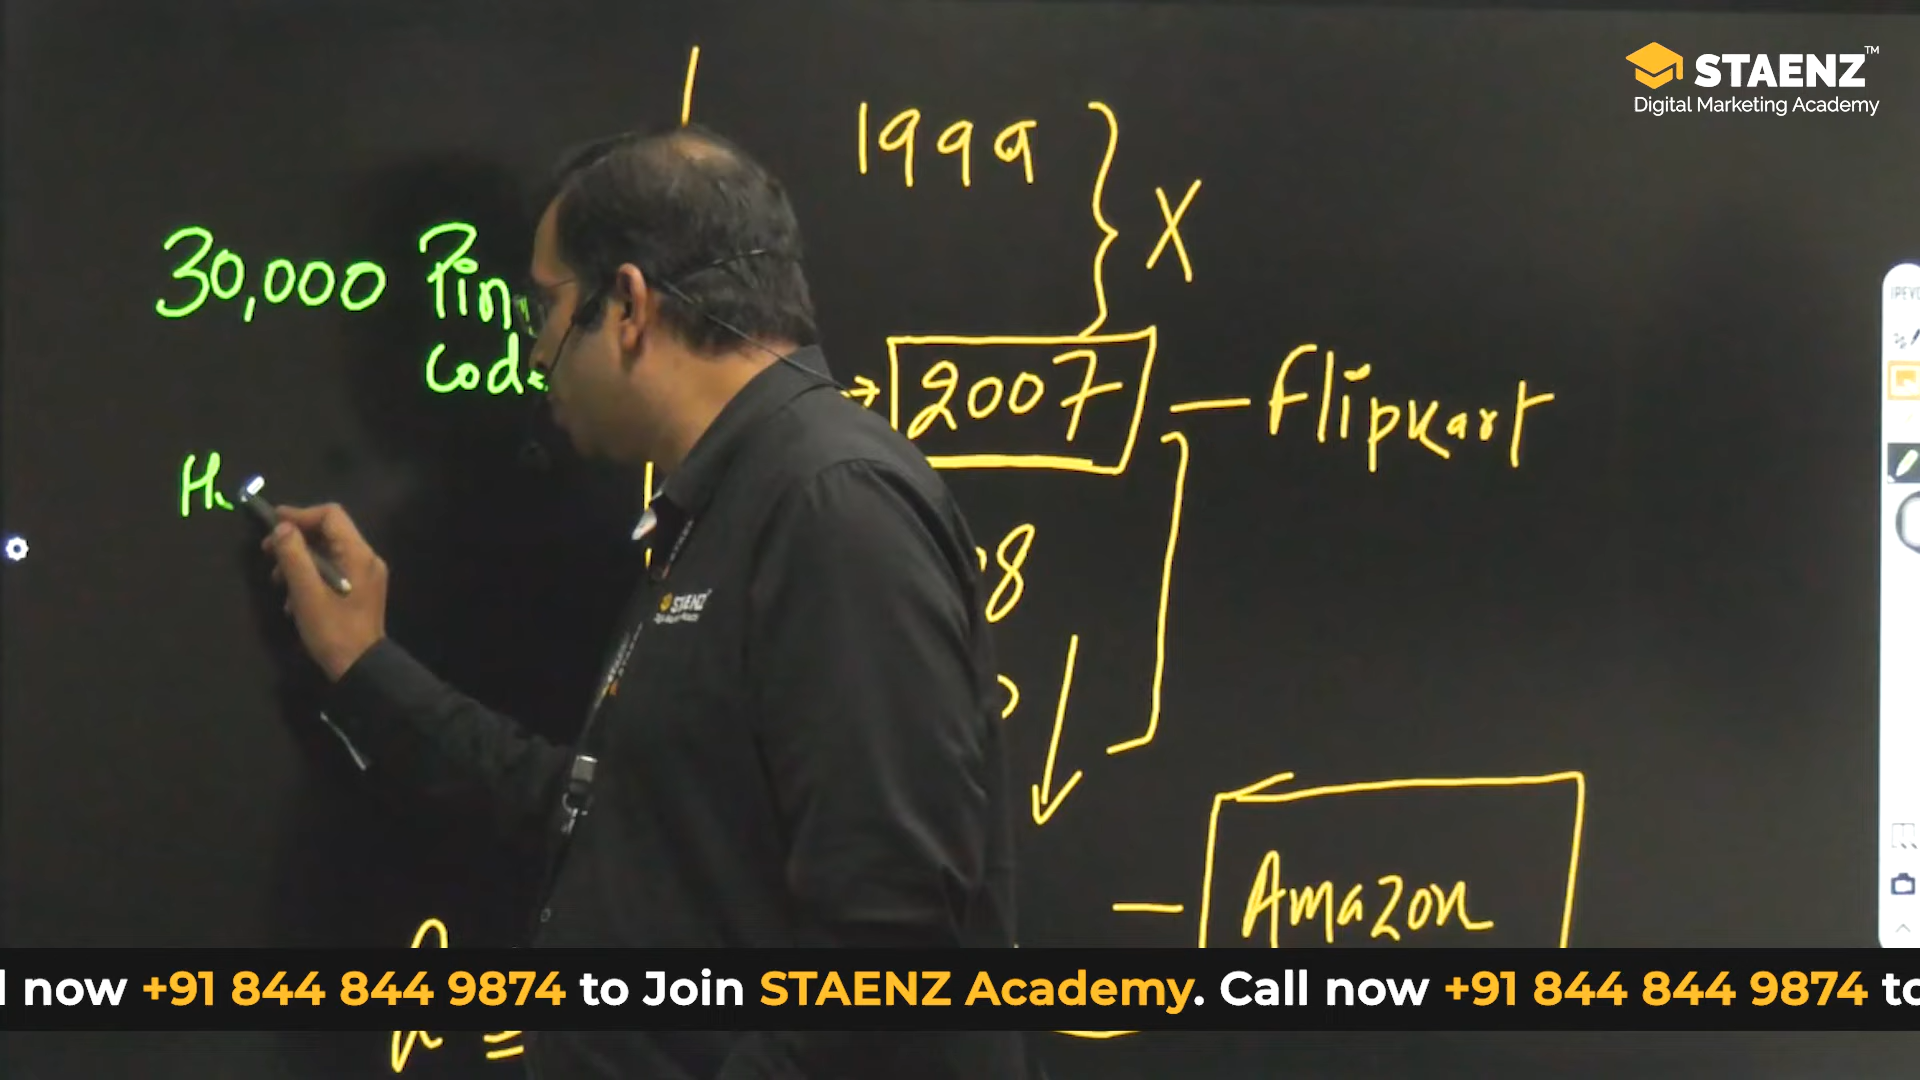 STAENZ™
Digital Marketing Academy
1999
X
30,000 Pin
2007 – Flipkart
8
Amazon
STAENZ
now +91 844 844 9874 to Join STAENZ Academy. Call now +91 844 844 9874 to